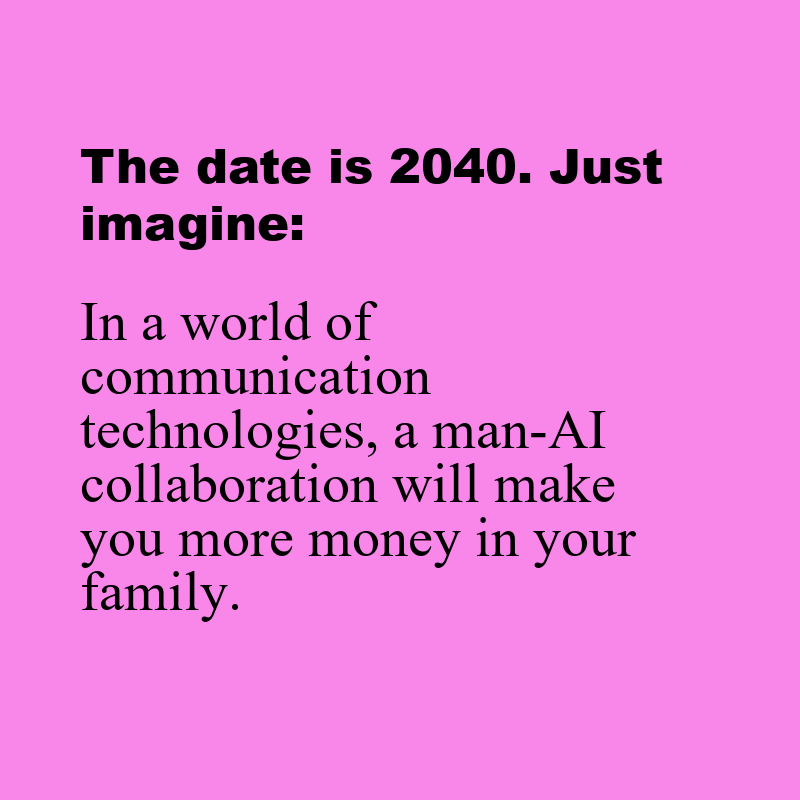 The date is 2040. Just
imagine:
In a world of
communication
technologies, a man-AI
collaboration will make
you more money in your
family.